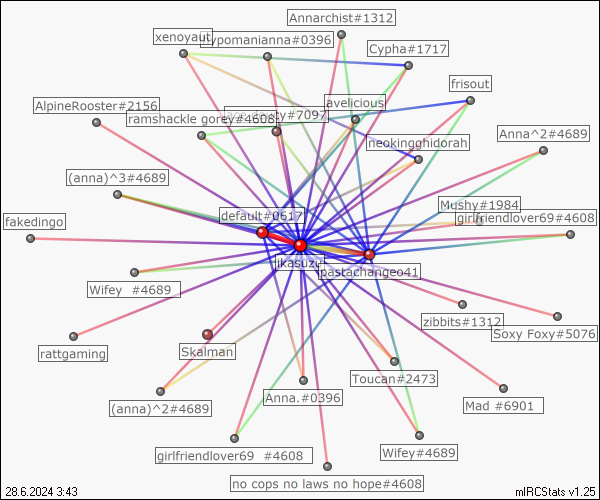 Annarchist#1312
xenoyaut
hypomanianna#0396
Cypha#1717
frisout
AlpineRooster#2156
avelicious
ramshackle gorey#4608
#7097
Anna^2#4689
neokingghidorah
(anna)^3#4689
Mushy#1984
default#0617
girlfriendlover69#4608
fakedingo
jikasuzu
pastachangeo41
Wifey #4689
zibbits#1312
Soxy Foxy#5076
rattgaming
Skalman
Toucan#2473
Anna.#0396
(anna)^2#4689
Mad #6901
girlfriendlover69 #4608
Wifey#4689
no cops no laws no hope#4608
28.6.2024 3:43
mIRCStats v1.25